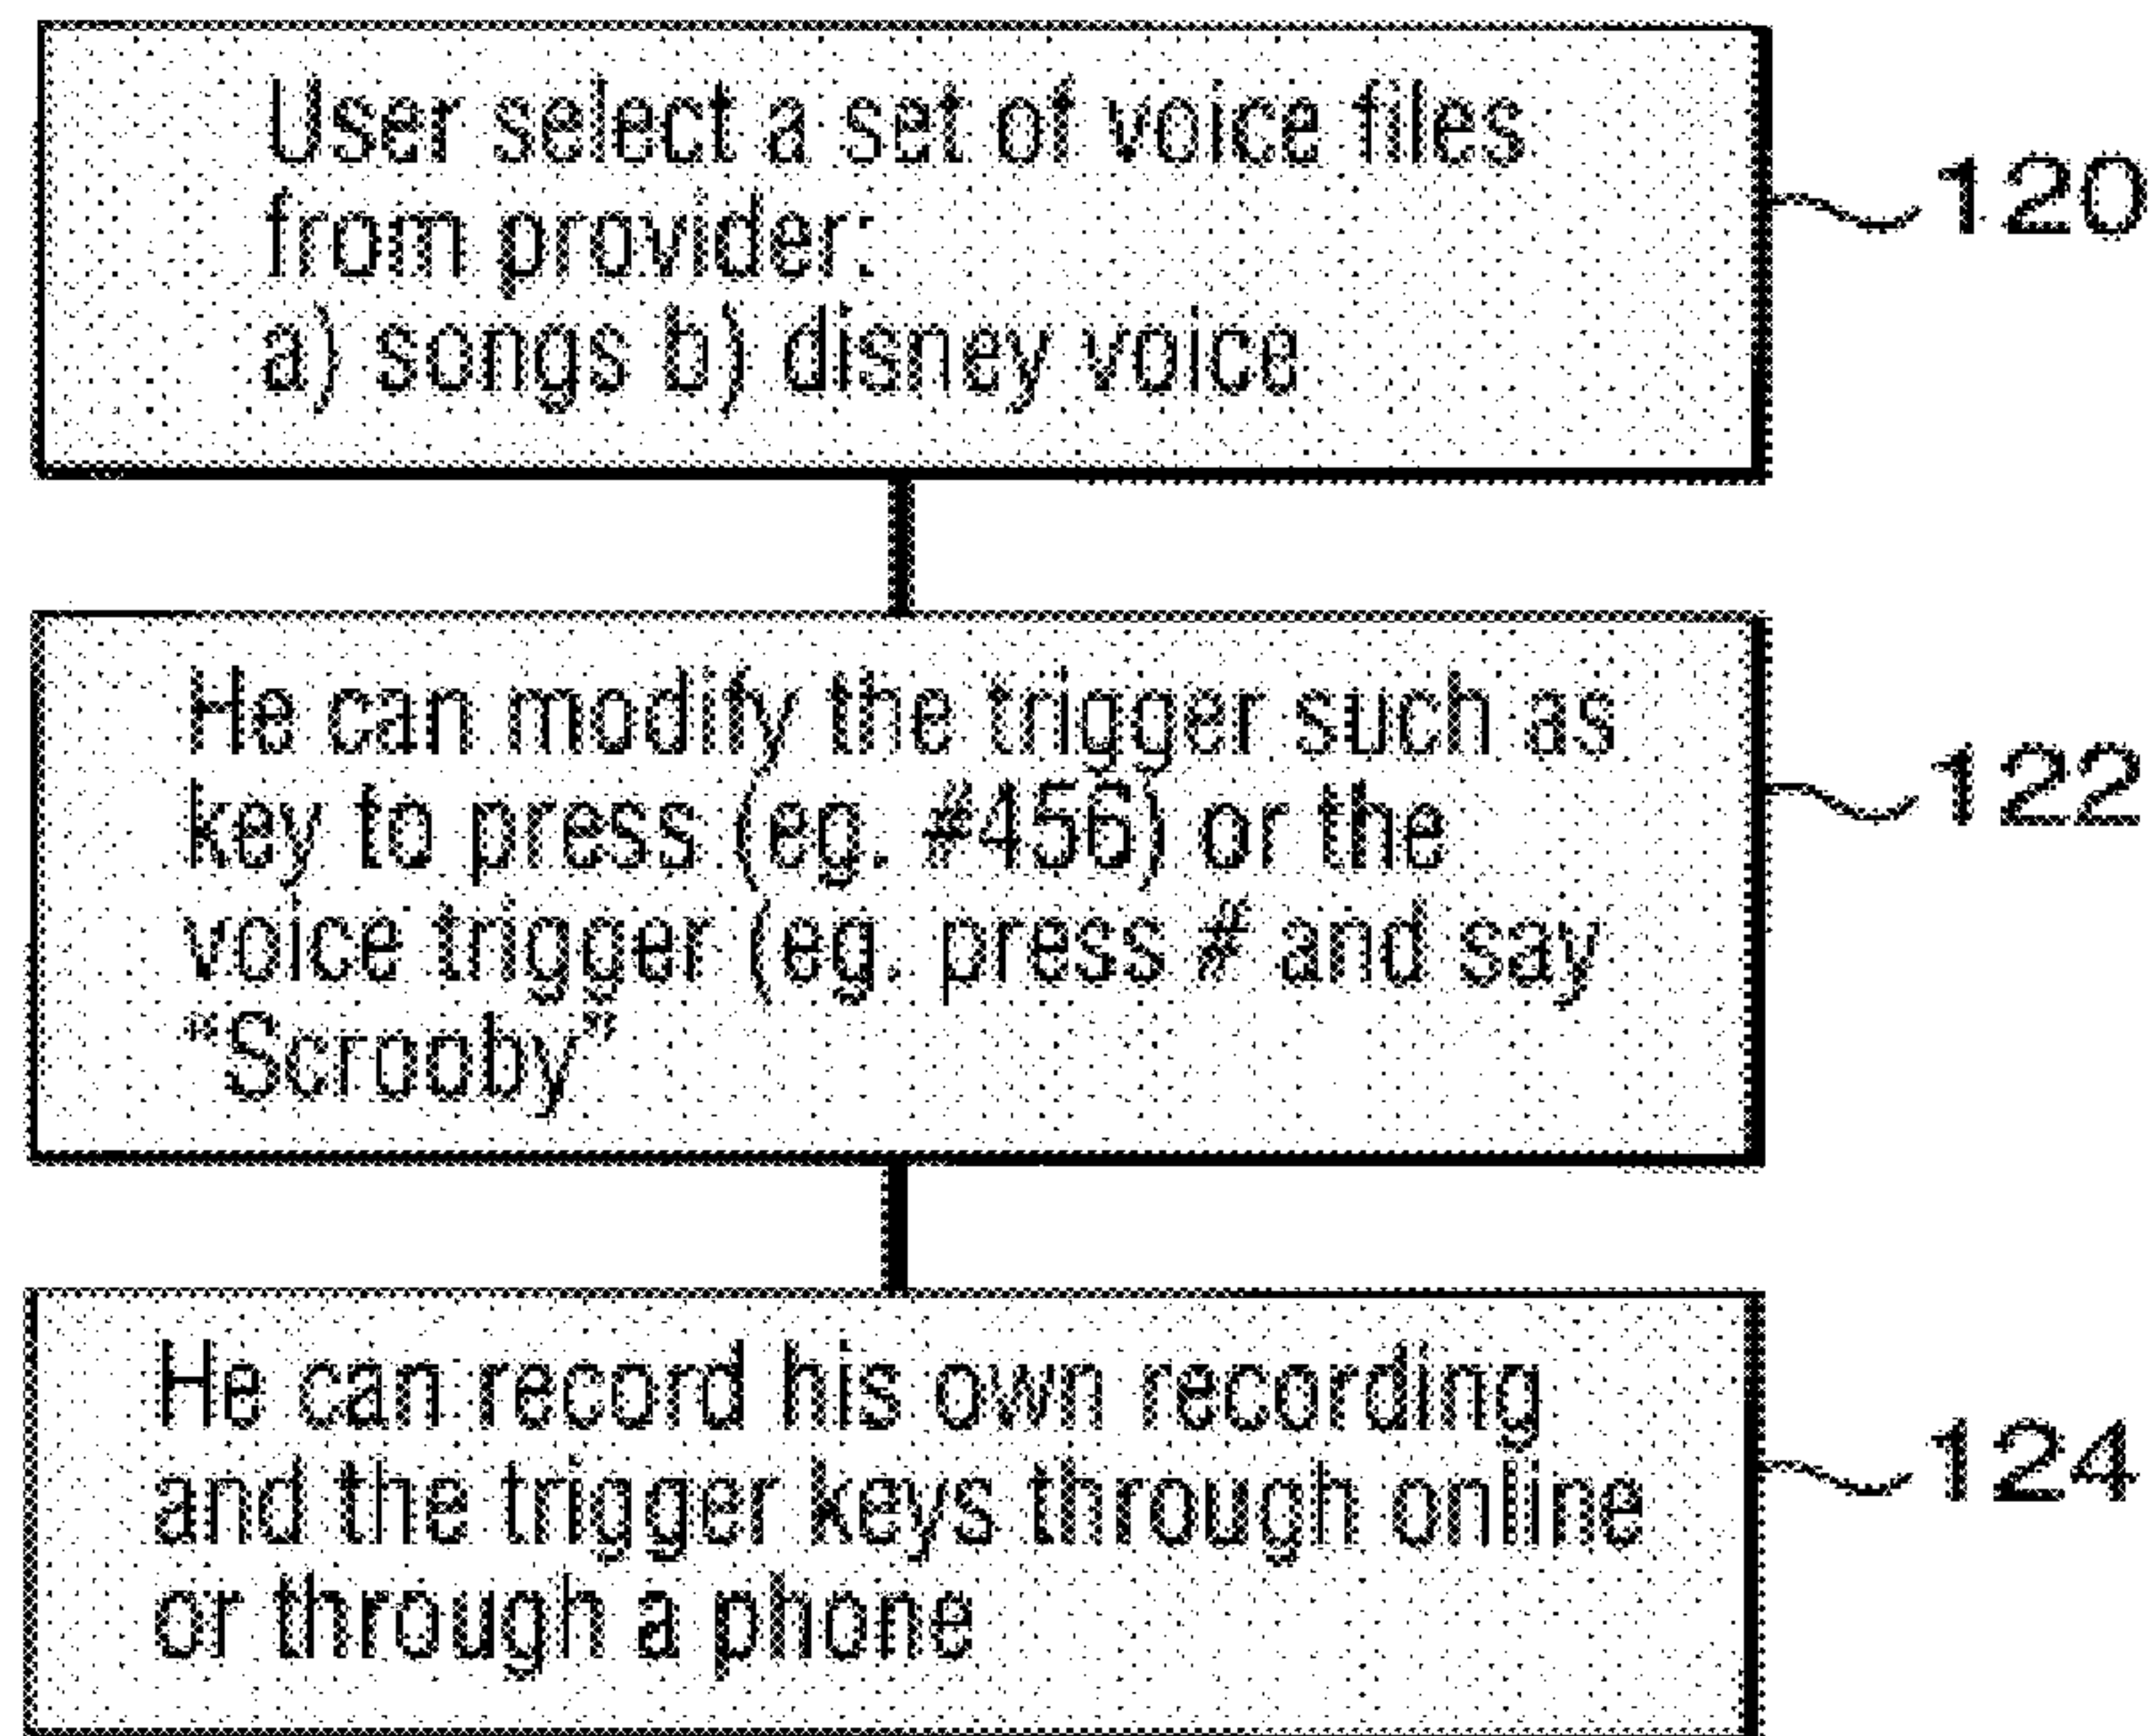 User select a set of voice files
from provider:
a) songs b) disney voice
120
He can modify the trigger such as
key to press (eg. #456) or the
voice trigger (eg. press # and say
"Scrooby"
122
He can record his own recording
and the trigger keys through online
or through a phone
124